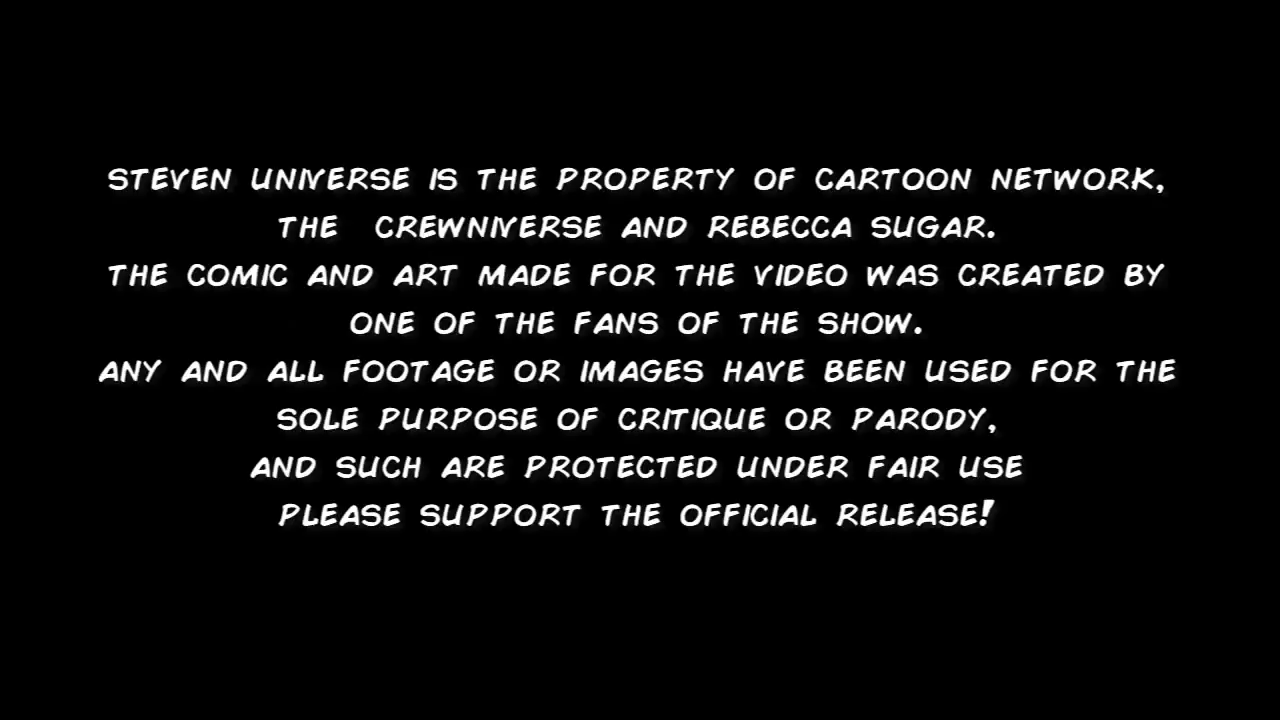 STEVEN UNIVERSE IS THE PROPERTY OF CARTOON NETWORK,
THE CREWNIVERSE AND REBECCA SUGAR.
THE COMIC AND ART MADE FOR THE VIDEO WAS CREATED BY
ONE OF THE FANS OF THE SHOW.
ANY AND ALL FOOTAGE OR IMAGES HAVE BEEN USED FOR THE
SOLE PURPOSE OF CRITIQUE OR PARODY,
AND SUCH ARE PROTECTED UNDER FAIR USE
PLEASE SUPPORT THE OFFICIAL RELEASE!